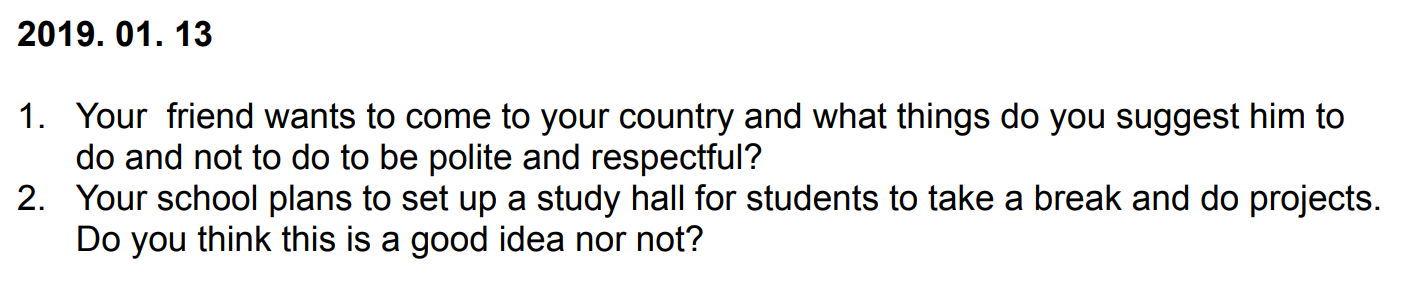 2019. 01. 13
1. Your  friend wants to come to your country and what things do you suggest him to
do and not to do to be polite and respectful?
2. Your school plans to set up a study hall for students to take a break and do projects.
Do you think this is a good idea nor not?